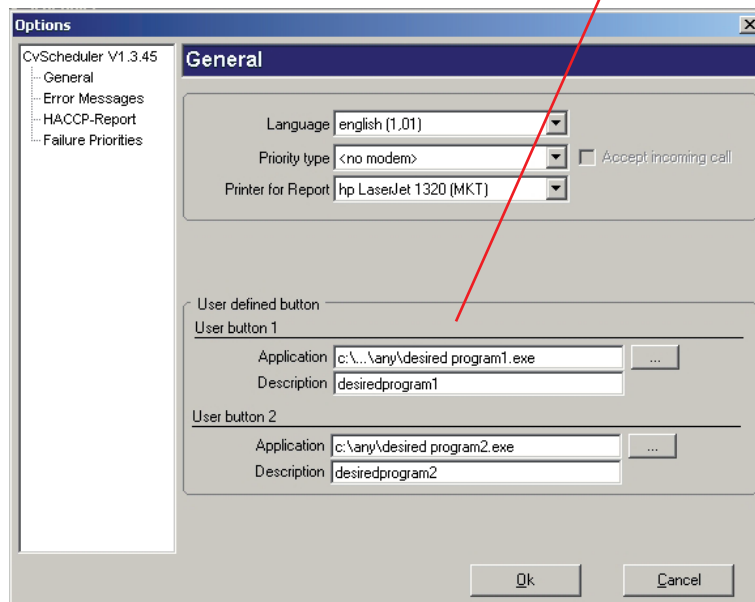 Options
CvScheduler V1.3.45
General
Error Messages
HACCP-Report
Failure Priorities
General
Language english (1,01)
Priority type <no modem> Accept incoming call
Printer for Report hp LaserJet 1320 (MKT)
User defined button
User button 1
Application c:\...\any\desired program1.exe ...
Description desiredprogram1
User button 2
Application c:\any\desired program2.exe ...
Description desiredprogram2
Ok Cancel